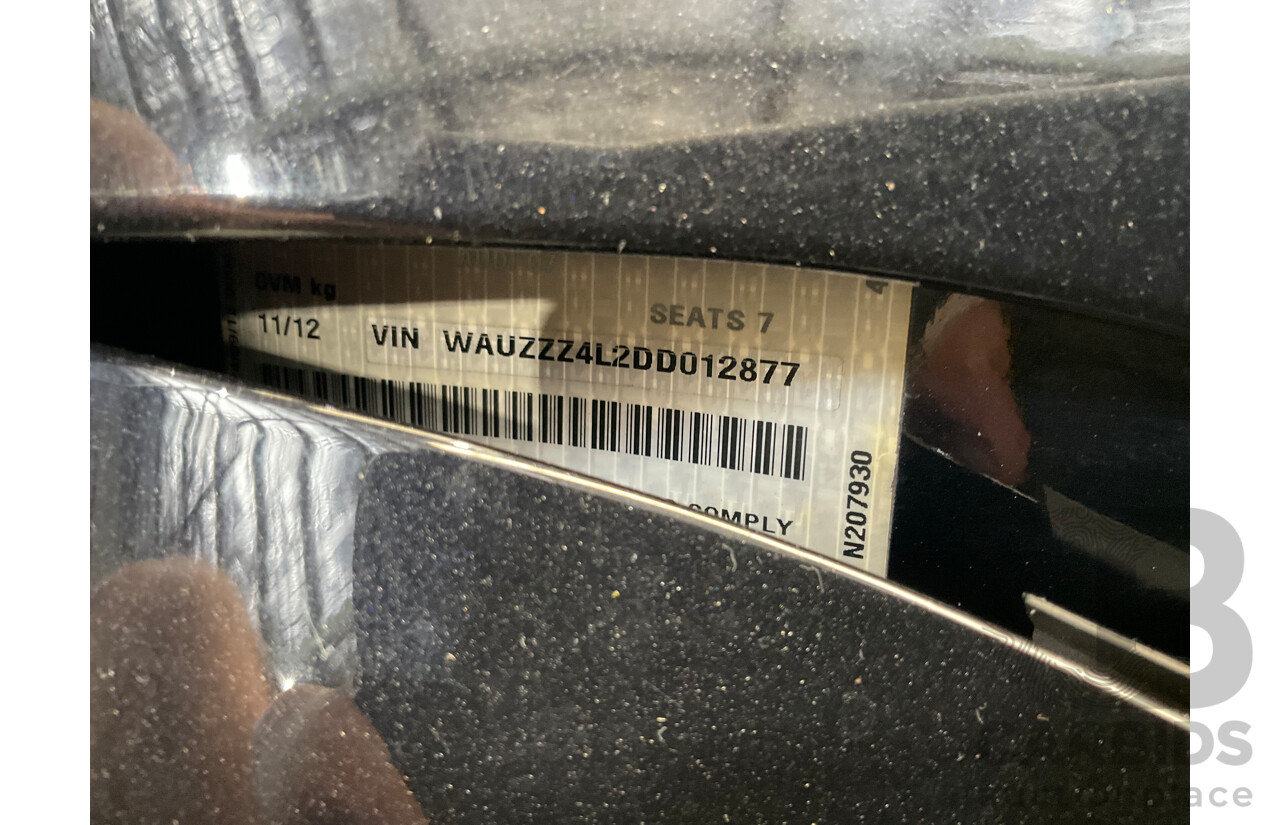 GVM kg
SEATS 7
11/12
VIN WAUZZZ4L2DD012877
COMPLY
N207930